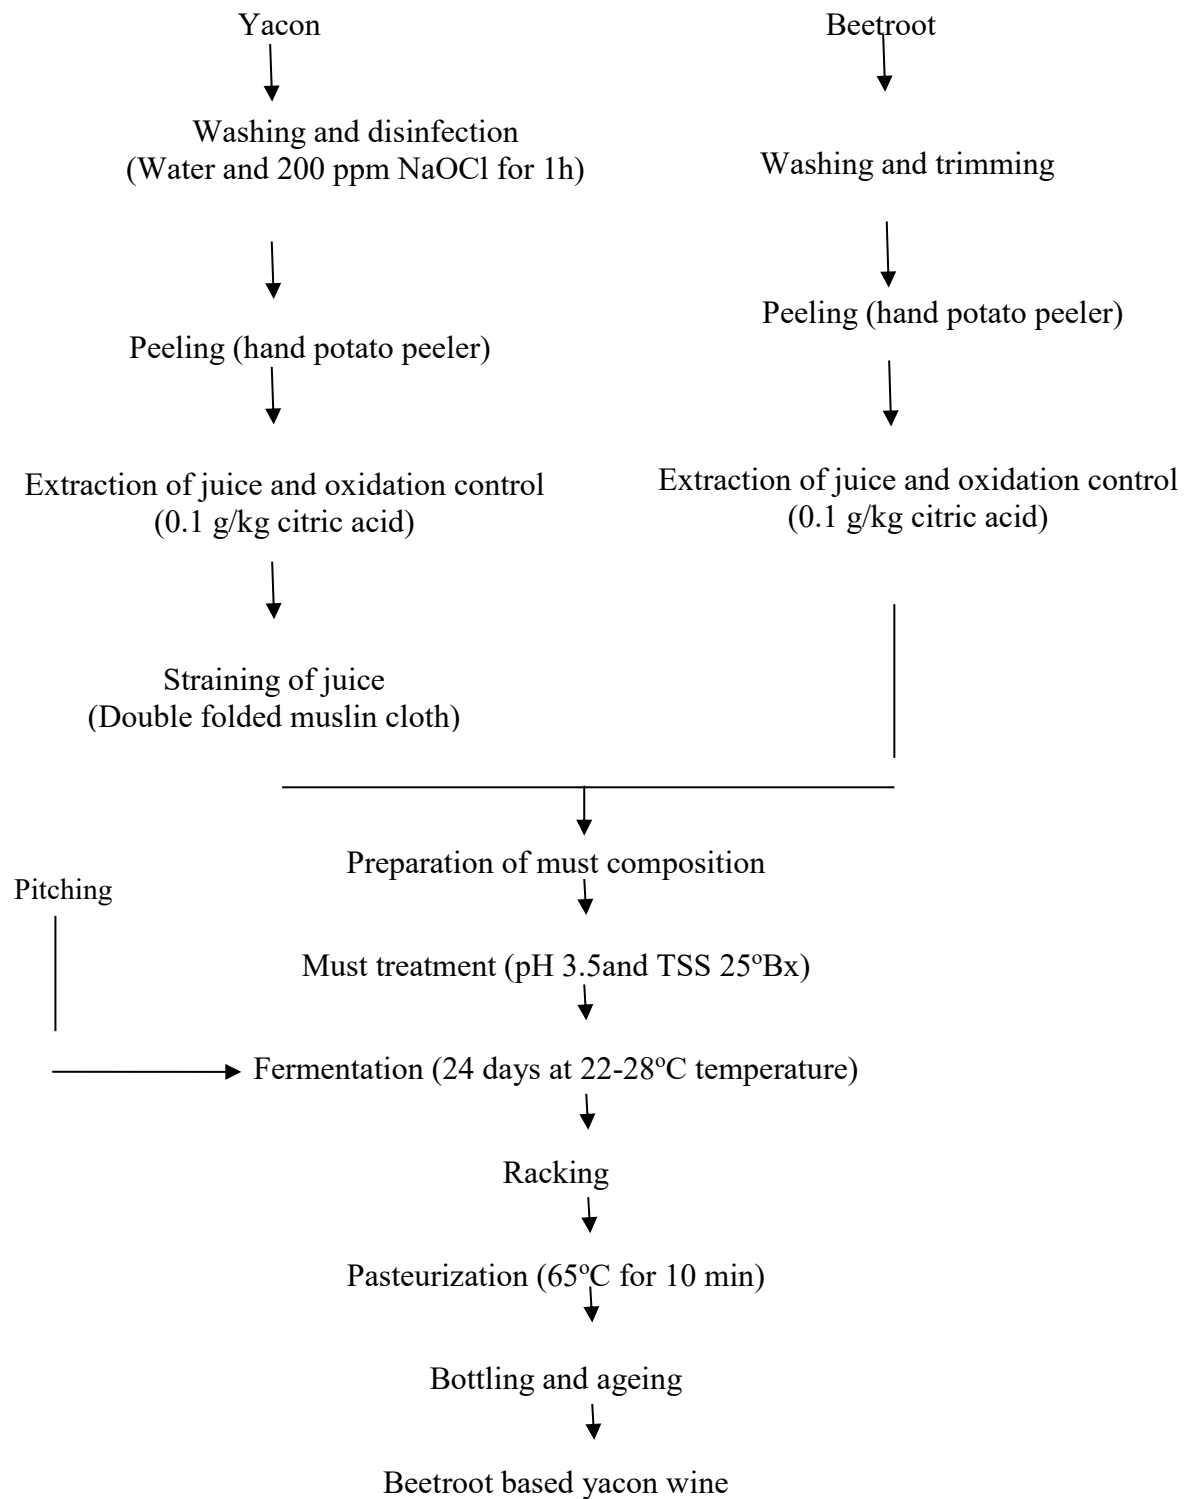 Yacon
Washing and disinfection
(Water and 200 ppm NaOCl for 1h)
Peeling (hand potato peeler)
Extraction of juice and oxidation control
(0.1 g/kg citric acid)
Straining of juice
(Double folded muslin cloth)
Beetroot
Washing and trimming
Peeling (hand potato peeler)
Extraction of juice and oxidation control
(0.1 g/kg citric acid)
Preparation of must composition
Pitching
Must treatment (pH 3.5and TSS 25ºBx)
Fermentation (24 days at 22-28ºC temperature)
Racking
Pasteurization (65ºC for 10 min)
Bottling and ageing
Beetroot based yacon wine